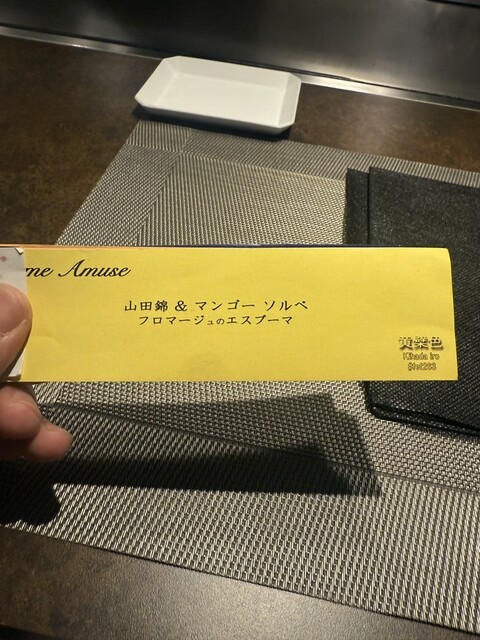 me Amuse
山田錦 & マンゴー ソルベ
フロマージュのエスプーマ
黄檗色
Kihada iro